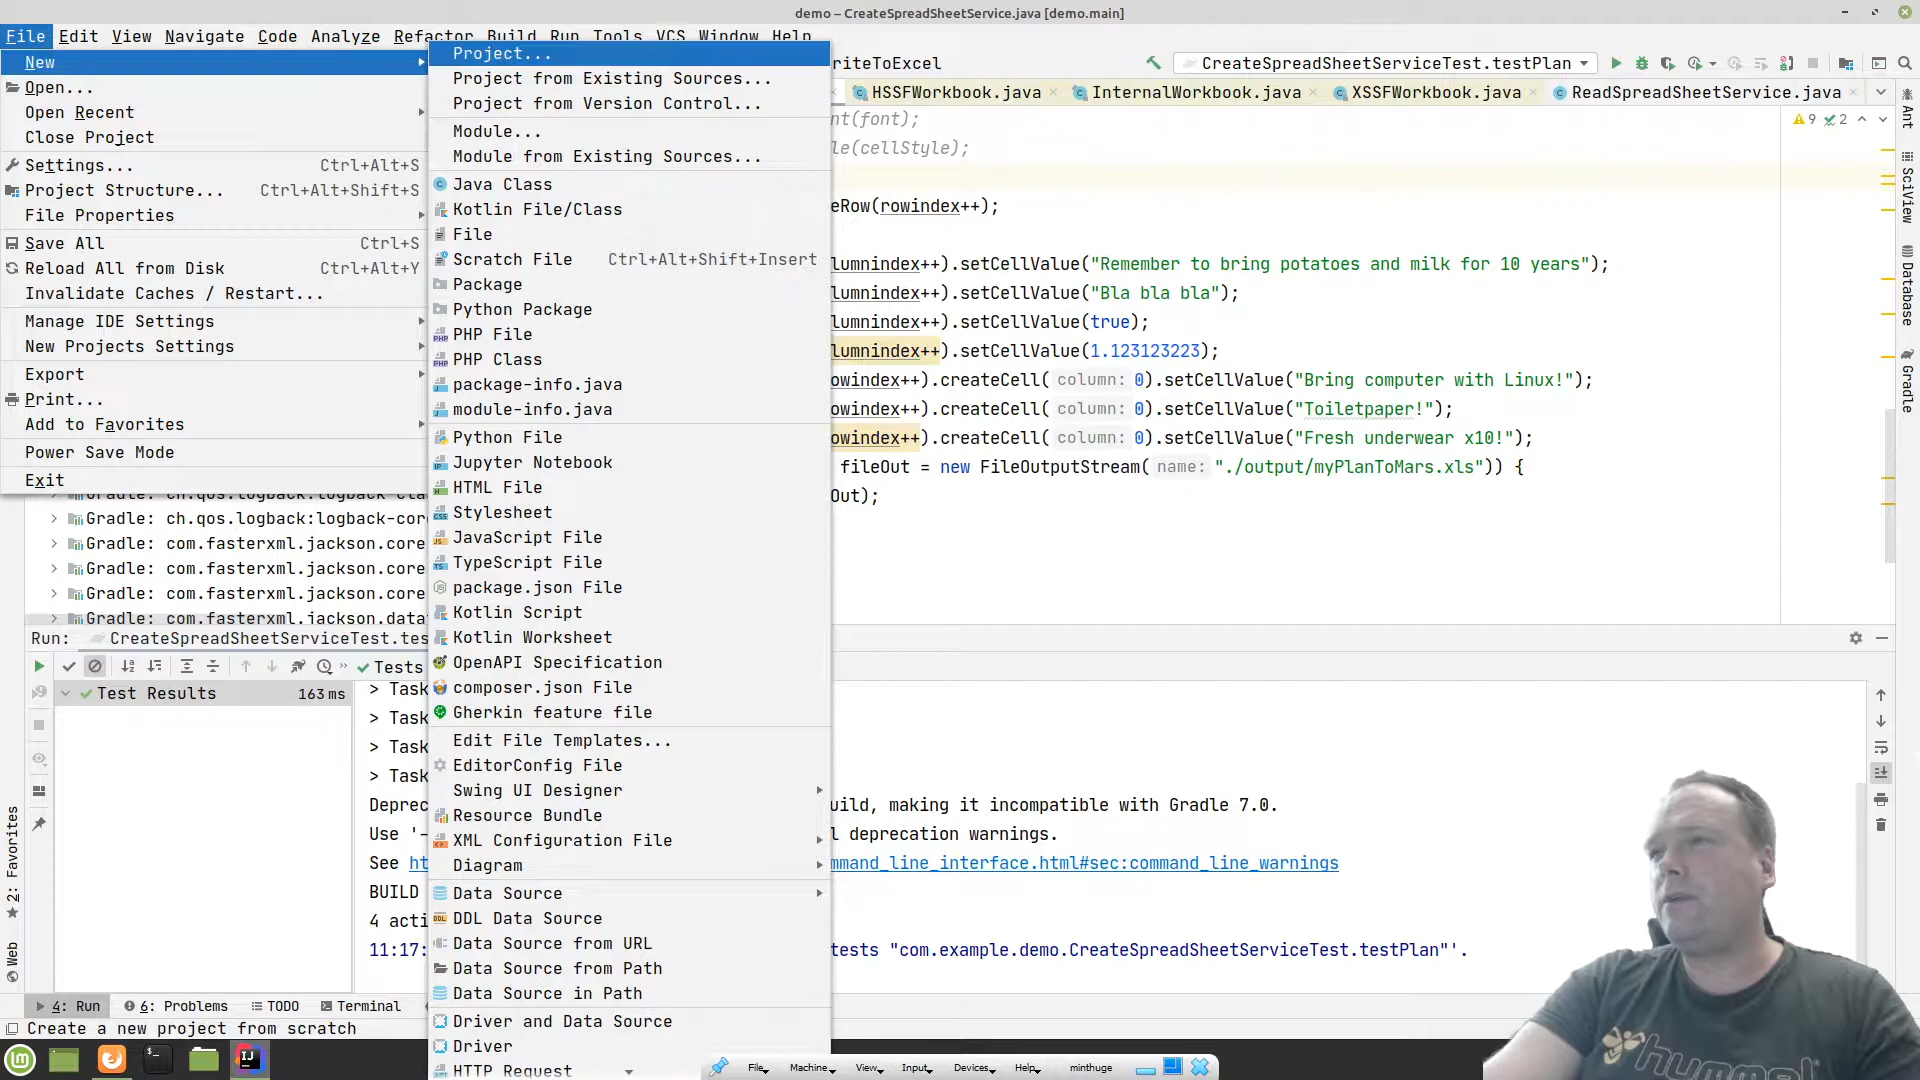 demo – CreateSpreadSheetService.java [demo.main]
File Edit View Navigate Code Analyze Refactor Build Run Tools VCS Window Help
New
Open...
Open Recent
Close Project
Settings... Ctrl+Alt+S
Project Structure... Ctrl+Alt+Shift+S
File Properties
Save All Ctrl+S
Reload All from Disk Ctrl+Alt+Y
Invalidate Caches / Restart...
Manage IDE Settings
New Projects Settings
Export
Print...
Add to Favorites
Power Save Mode
Exit
Project...
Project from Existing Sources...
Project from Version Control...
Module...
Module from Existing Sources...
Java Class
Kotlin File/Class
File
Scratch File Ctrl+Alt+Shift+Insert
Package
Python Package
PHP File
PHP Class
package-info.java
module-info.java
Python File
Jupyter Notebook
HTML File
Stylesheet
JavaScript File
TypeScript File
package.json File
Kotlin Script
Kotlin Worksheet
OpenAPI Specification
composer.json File
Gherkin feature file
Edit File Templates...
EditorConfig File
Swing UI Designer
Resource Bundle
XML Configuration File
Diagram
Data Source
DDL Data Source
Data Source from URL
Data Source from Path
Data Source in Path
Driver and Data Source
Driver
HTTP Request
riteToExcel
CreateSpreadSheetServiceTest.testPlan
HSSFWorkbook.java InternalWorkbook.java XSSFWorkbook.java ReadSpreadSheetService.java
9 2
nt(font);
le(cellStyle);
eRow(rowindex++);
lumnindex++).setCellValue("Remember to bring potatoes and milk for 10 years");
lumnindex++).setCellValue("Bla bla bla");
lumnindex++).setCellValue(true);
lumnindex++).setCellValue(1.123123223);
owindex++).createCell( column: 0).setCellValue("Bring computer with Linux!");
owindex++).createCell( column: 0).setCellValue("Toiletpaper!");
owindex++).createCell( column: 0).setCellValue("Fresh underwear x10!");
fileOut = new FileOutputStream( name: "./output/myPlanToMars.xls")) {
Out);
Ant
SciView
Database
Gradle
Gradle: ch.qos.logback:logback-cla
Gradle: ch.qos.logback:logback-core
Gradle: com.fasterxml.jackson.core
Gradle: com.fasterxml.jackson.core
Gradle: com.fasterxml.jackson.core
Gradle: com.fasterxml.jackson.dat
Run: CreateSpreadSheetServiceTest.tes
Tests
Test Results 163 ms
> Task
> Task
> Task
> Task
Deprec uild, making it incompatible with Gradle 7.0.
Use '- l deprecation warnings.
See ht mmand_line_interface.html#sec:command_line_warnings
BUILD
4 acti
11:17: tests "com.example.demo.CreateSpreadSheetServiceTest.testPlan"'.
2: Favorites
Web
4: Run 6: Problems TODO Terminal
Create a new project from scratch
File Machine View Input Devices Help minthuge
hummel